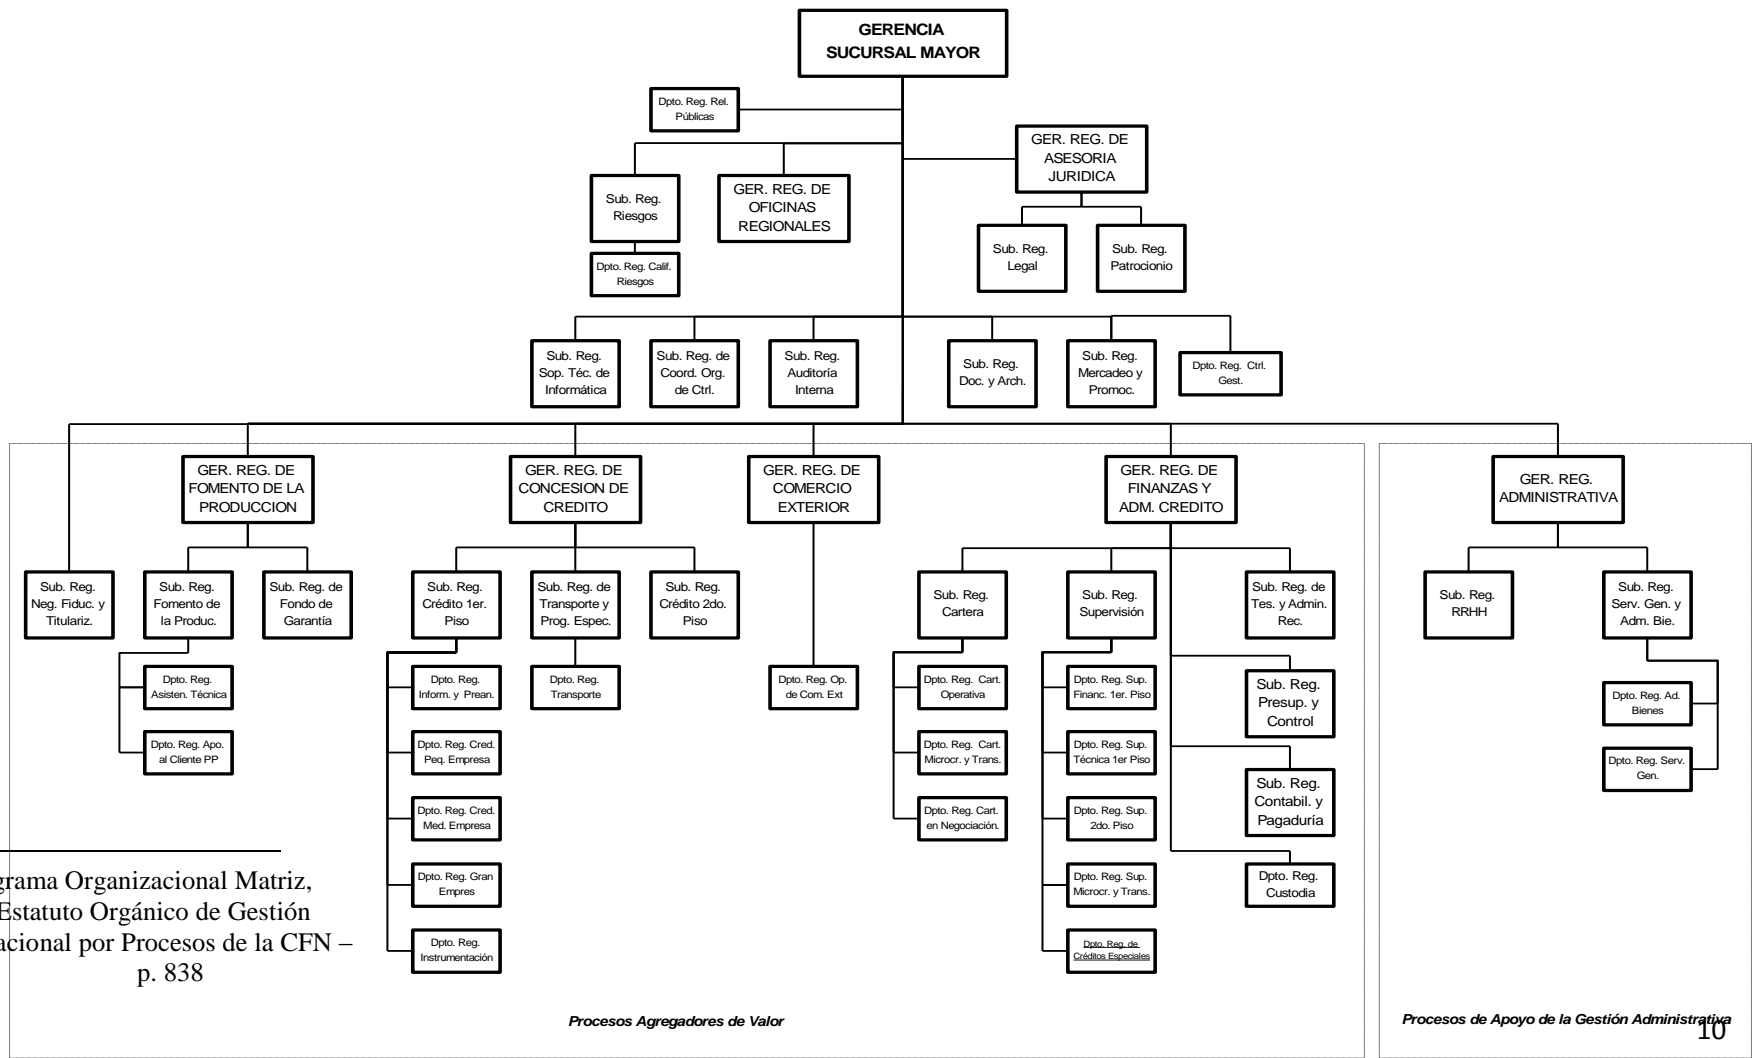 GERENCIA
SUCURSAL MAYOR
Dpto. Reg. Rel.
Públicas
GER. REG. DE
ASESORIA
JURIDICA
Sub. Reg.
Riesgos
GER. REG. DE
OFICINAS
REGIONALES
Sub. Reg.
Legal
Sub. Reg.
Patrocionio
Dpto. Reg. Calif.
Riesgos
Sub. Reg.
Sop. Téc. de
Informática
Sub. Reg. de
Coord. Org.
de Ctrl.
Sub. Reg.
Auditoría
Interna
Sub. Reg.
Doc. y Arch.
Sub. Reg.
Mercadeo y
Promoc.
Dpto. Reg. Ctrl.
Gest.
GER. REG. DE
FOMENTO DE LA
PRODUCCION
GER. REG. DE
CONCESION DE
CREDITO
GER. REG. DE
COMERCIO
EXTERIOR
GER. REG. DE
FINANZAS Y
ADM. CREDITO
GER. REG.
ADMINISTRATIVA
Sub. Reg.
Neg. Fiduc. y
Titulariz.
Sub. Reg.
Fomento de
la Produc.
Sub. Reg. de
Fondo de
Garantía
Sub. Reg.
Crédito 1er.
Piso
Sub. Reg. de
Transporte y
Prog. Espec.
Sub. Reg.
Crédito 2do.
Piso
Sub. Reg.
Cartera
Sub. Reg.
Supervisión
Sub. Reg. de
Tes. y Admin.
Rec.
Sub. Reg.
RRHH
Sub. Reg.
Serv. Gen. y
Adm. Bie.
Dpto. Reg.
Asisten. Técnica
Dpto. Reg. Apo.
al Cliente PP
Dpto. Reg.
Inform. y Prean.
Dpto. Reg. Cred.
Peq. Empresa
Dpto. Reg. Cred.
Med. Empresa
Dpto. Reg. Gran
Empres
Dpto. Reg.
Instrumentación
Dpto. Reg.
Transporte
Dpto. Reg. Op.
de Com. Ext
Dpto. Reg. Cart.
Operativa
Dpto. Reg. Cart.
Microcr. y Trans.
Dpto. Reg. Cart.
en Negociación.
Dpto. Reg. Sup.
Financ. 1er. Piso
Dpto. Reg. Sup.
Técnica 1er Piso
Dpto. Reg. Sup.
2do. Piso
Dpto. Reg. Sup.
Microcr. y Trans.
Dpto. Reg. de
Créditos Especiales
Sub. Reg.
Presup. y
Control
Sub. Reg.
Contabil. y
Pagaduría
Dpto. Reg.
Custodia
Dpto. Reg. Ad.
Bienes
Dpto. Reg. Serv.
Gen.
grama Organizacional Matriz,
Estatuto Orgánico de Gestión
acional por Procesos de la CFN –
p. 838
Procesos Agregadores de Valor
Procesos de Apoyo de la Gestión Administrativa
10